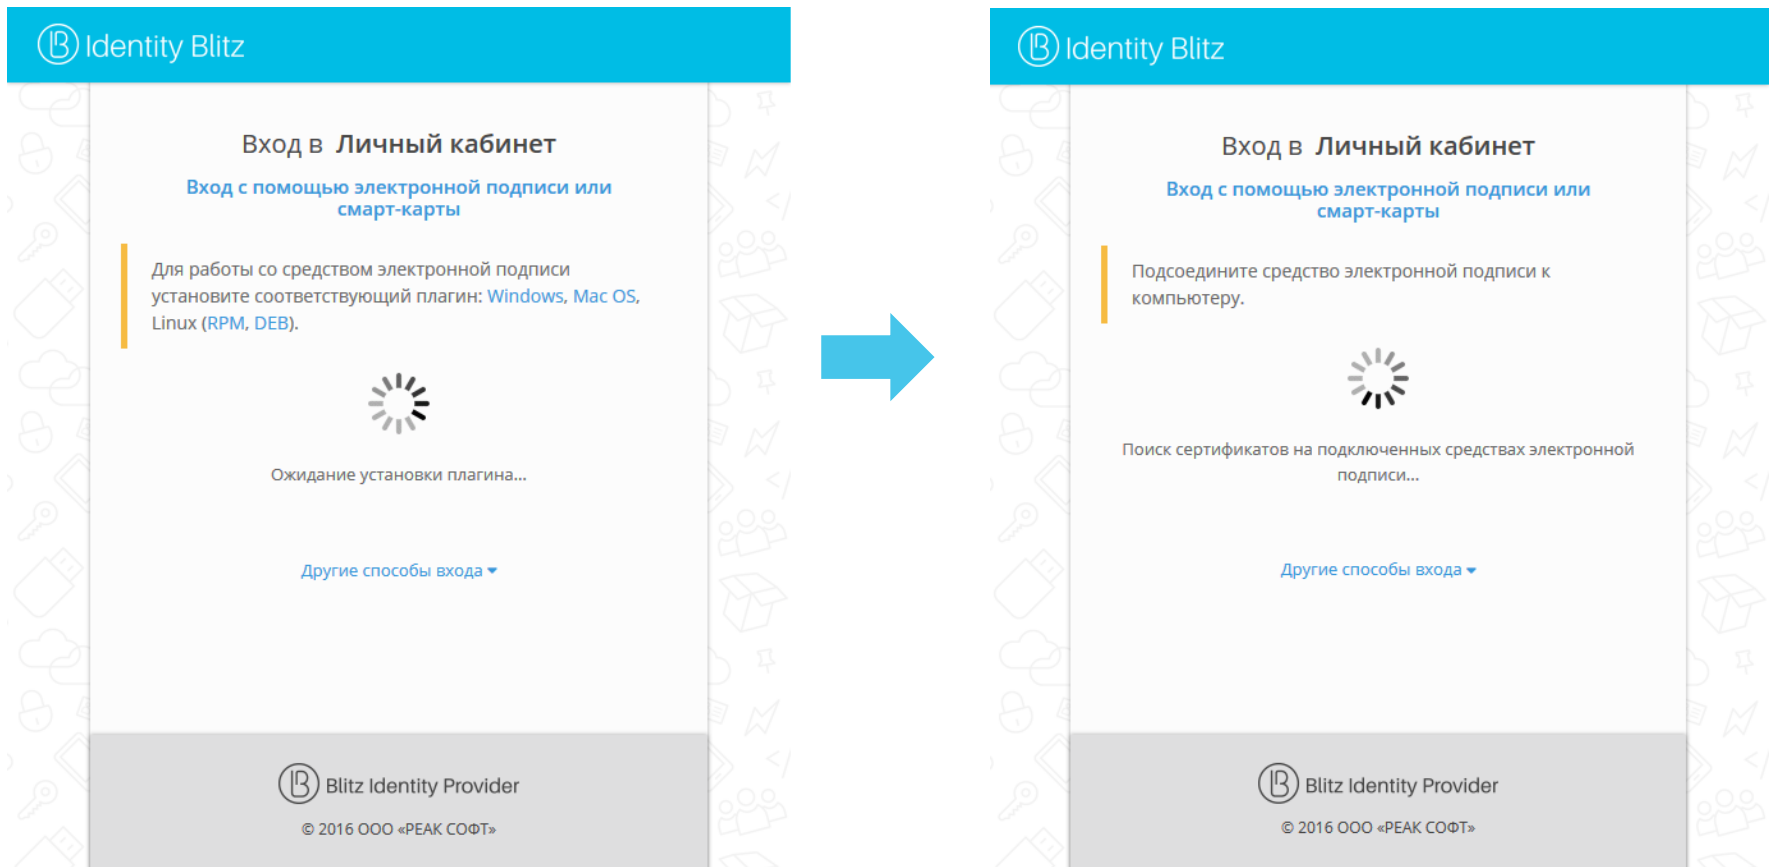 Identity Blitz
Вход в Личный кабинет
Вход с помощью электронной подписи или
смарт-карты
Для работы со средством электронной подписи
установите соответствующий плагин: Windows, Mac OS,
Linux (RPM, DEB).
Ожидание установки плагина...
Другие способы входа
Blitz Identity Provider
© 2016 ООО «РЕАК СОФТ»
Identity Blitz
Вход в Личный кабинет
Вход с помощью электронной подписи или
смарт-карты
Подсоедините средство электронной подписи к
компьютеру.
Поиск сертификатов на подключенных средствах электронной
подписи...
Другие способы входа
Blitz Identity Provider
© 2016 ООО «РЕАК СОФТ»